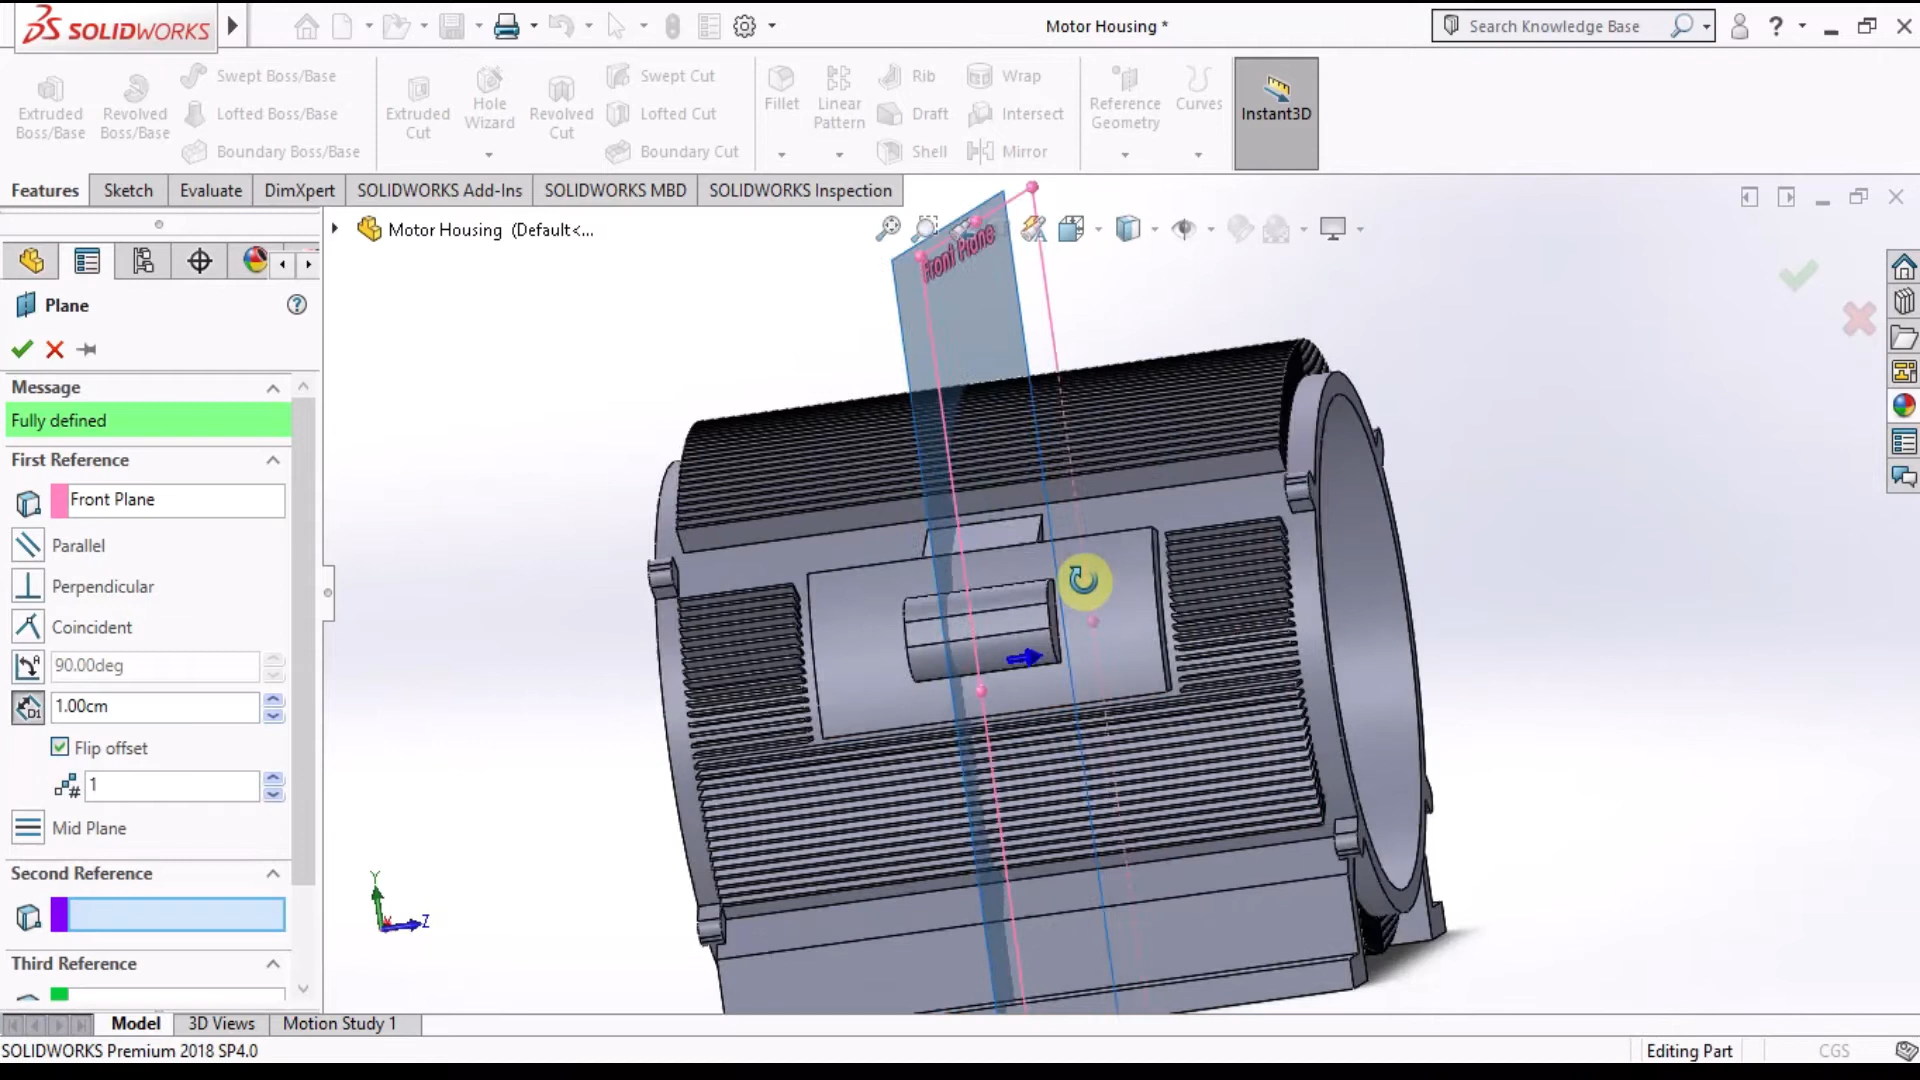 SOLIDWORKS
Motor Housing *
Search Knowledge Base
?
Extruded Boss/Base
Revolved Boss/Base
Swept Boss/Base
Lofted Boss/Base
Boundary Boss/Base
Extruded Cut
Hole Wizard
Revolved Cut
Swept Cut
Lofted Cut
Boundary Cut
Fillet
Linear Pattern
Rib
Draft
Shell
Wrap
Intersect
Mirror
Reference Geometry
Curves
Instant3D
Features
Sketch
Evaluate
DimXpert
SOLIDWORKS Add-Ins
SOLIDWORKS MBD
SOLIDWORKS Inspection
Motor Housing (Default<...
Front Plane
Plane
?
Message
Fully defined
First Reference
Front Plane
Parallel
Perpendicular
Coincident
90.00deg
1.00cm
Flip offset
# 1
Mid Plane
Second Reference
Third Reference
Y
X
Z
Model
3D Views
Motion Study 1
SOLIDWORKS Premium 2018 SP4.0
Editing Part
CGS